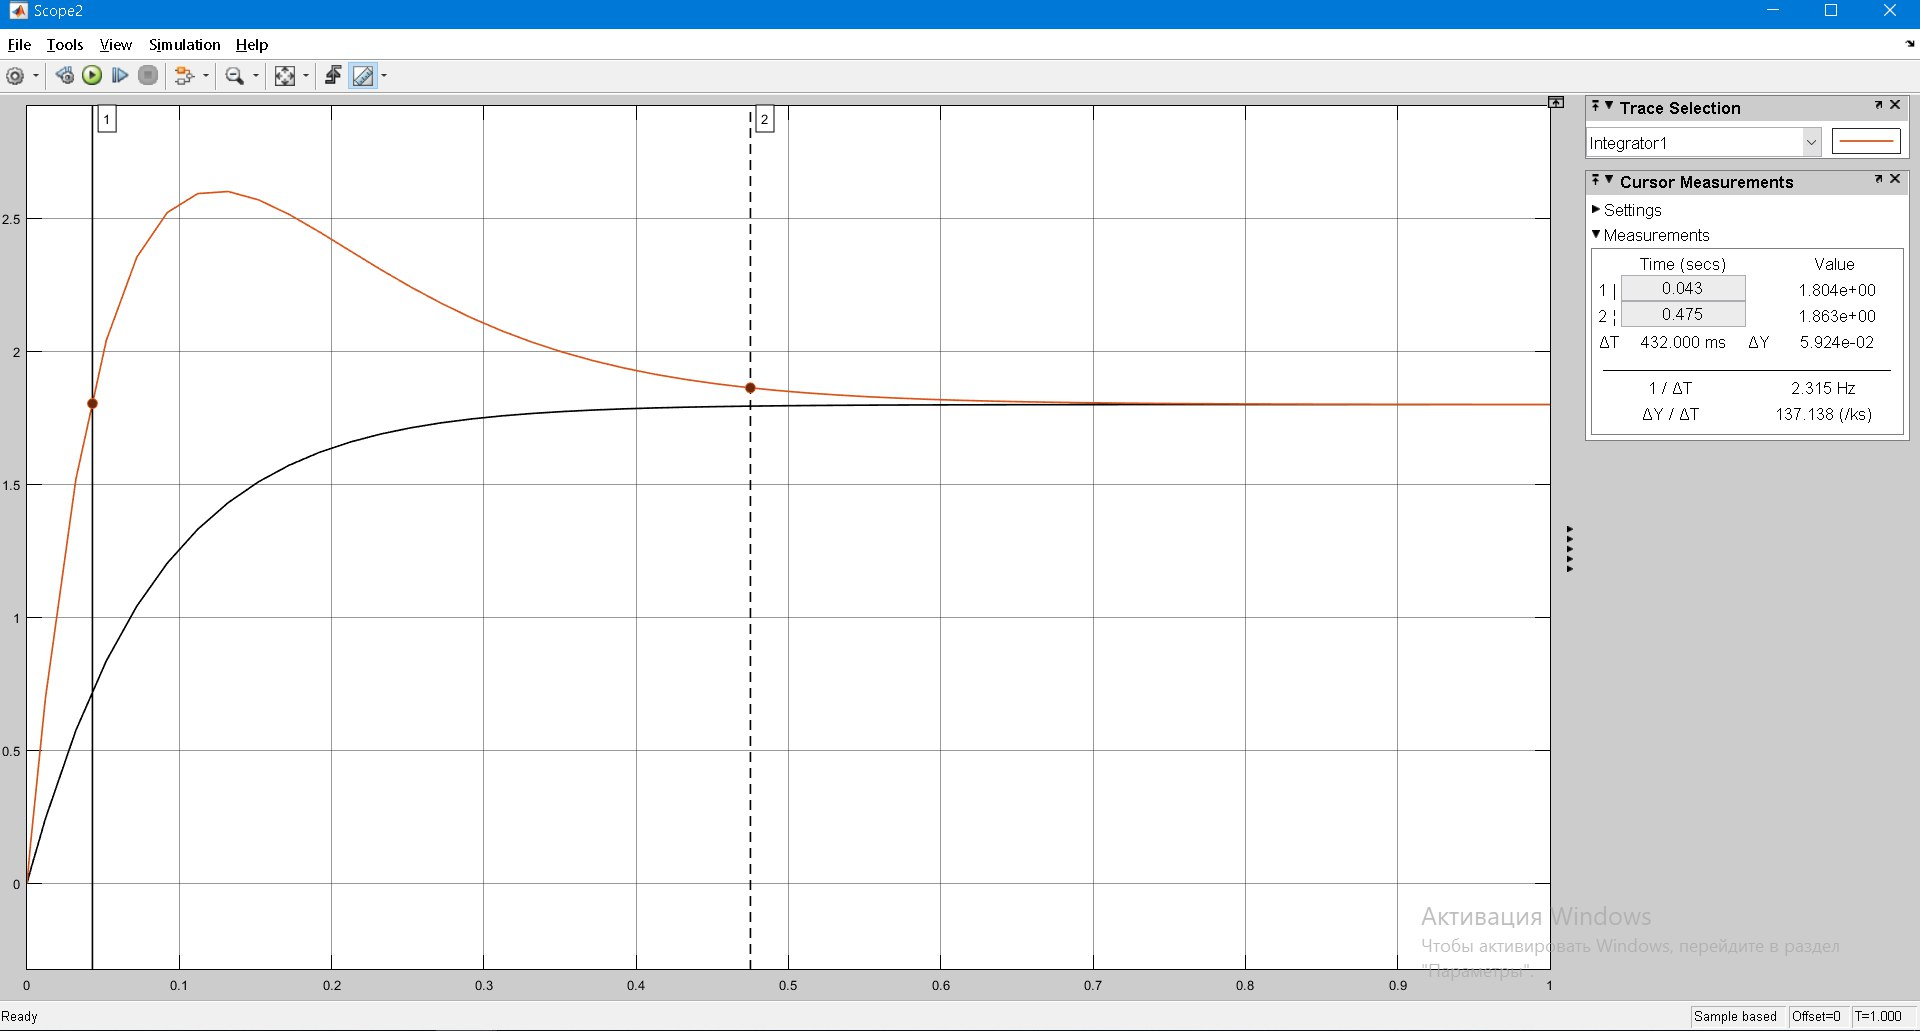 Scope2
File Tools View Simulation Help
1
2
2.5
2
1.5
1
0.5
0
0 0.1 0.2 0.3 0.4 0.5 0.6 0.7 0.8 0.9 1
Trace Selection
Integrator1
Cursor Measurements
Settings
Measurements
Time (secs) Value
1 | 0.043 1.804e+00
2 ¦ 0.475 1.863e+00
ΔT 432.000 ms ΔY 5.924e-02
1 / ΔT 2.315 Hz
ΔY / ΔT 137.138 (/ks)
Активация Windows
Чтобы активировать Windows, перейдите в раздел
"Параметры".
Ready
Sample based Offset=0 T=1.000